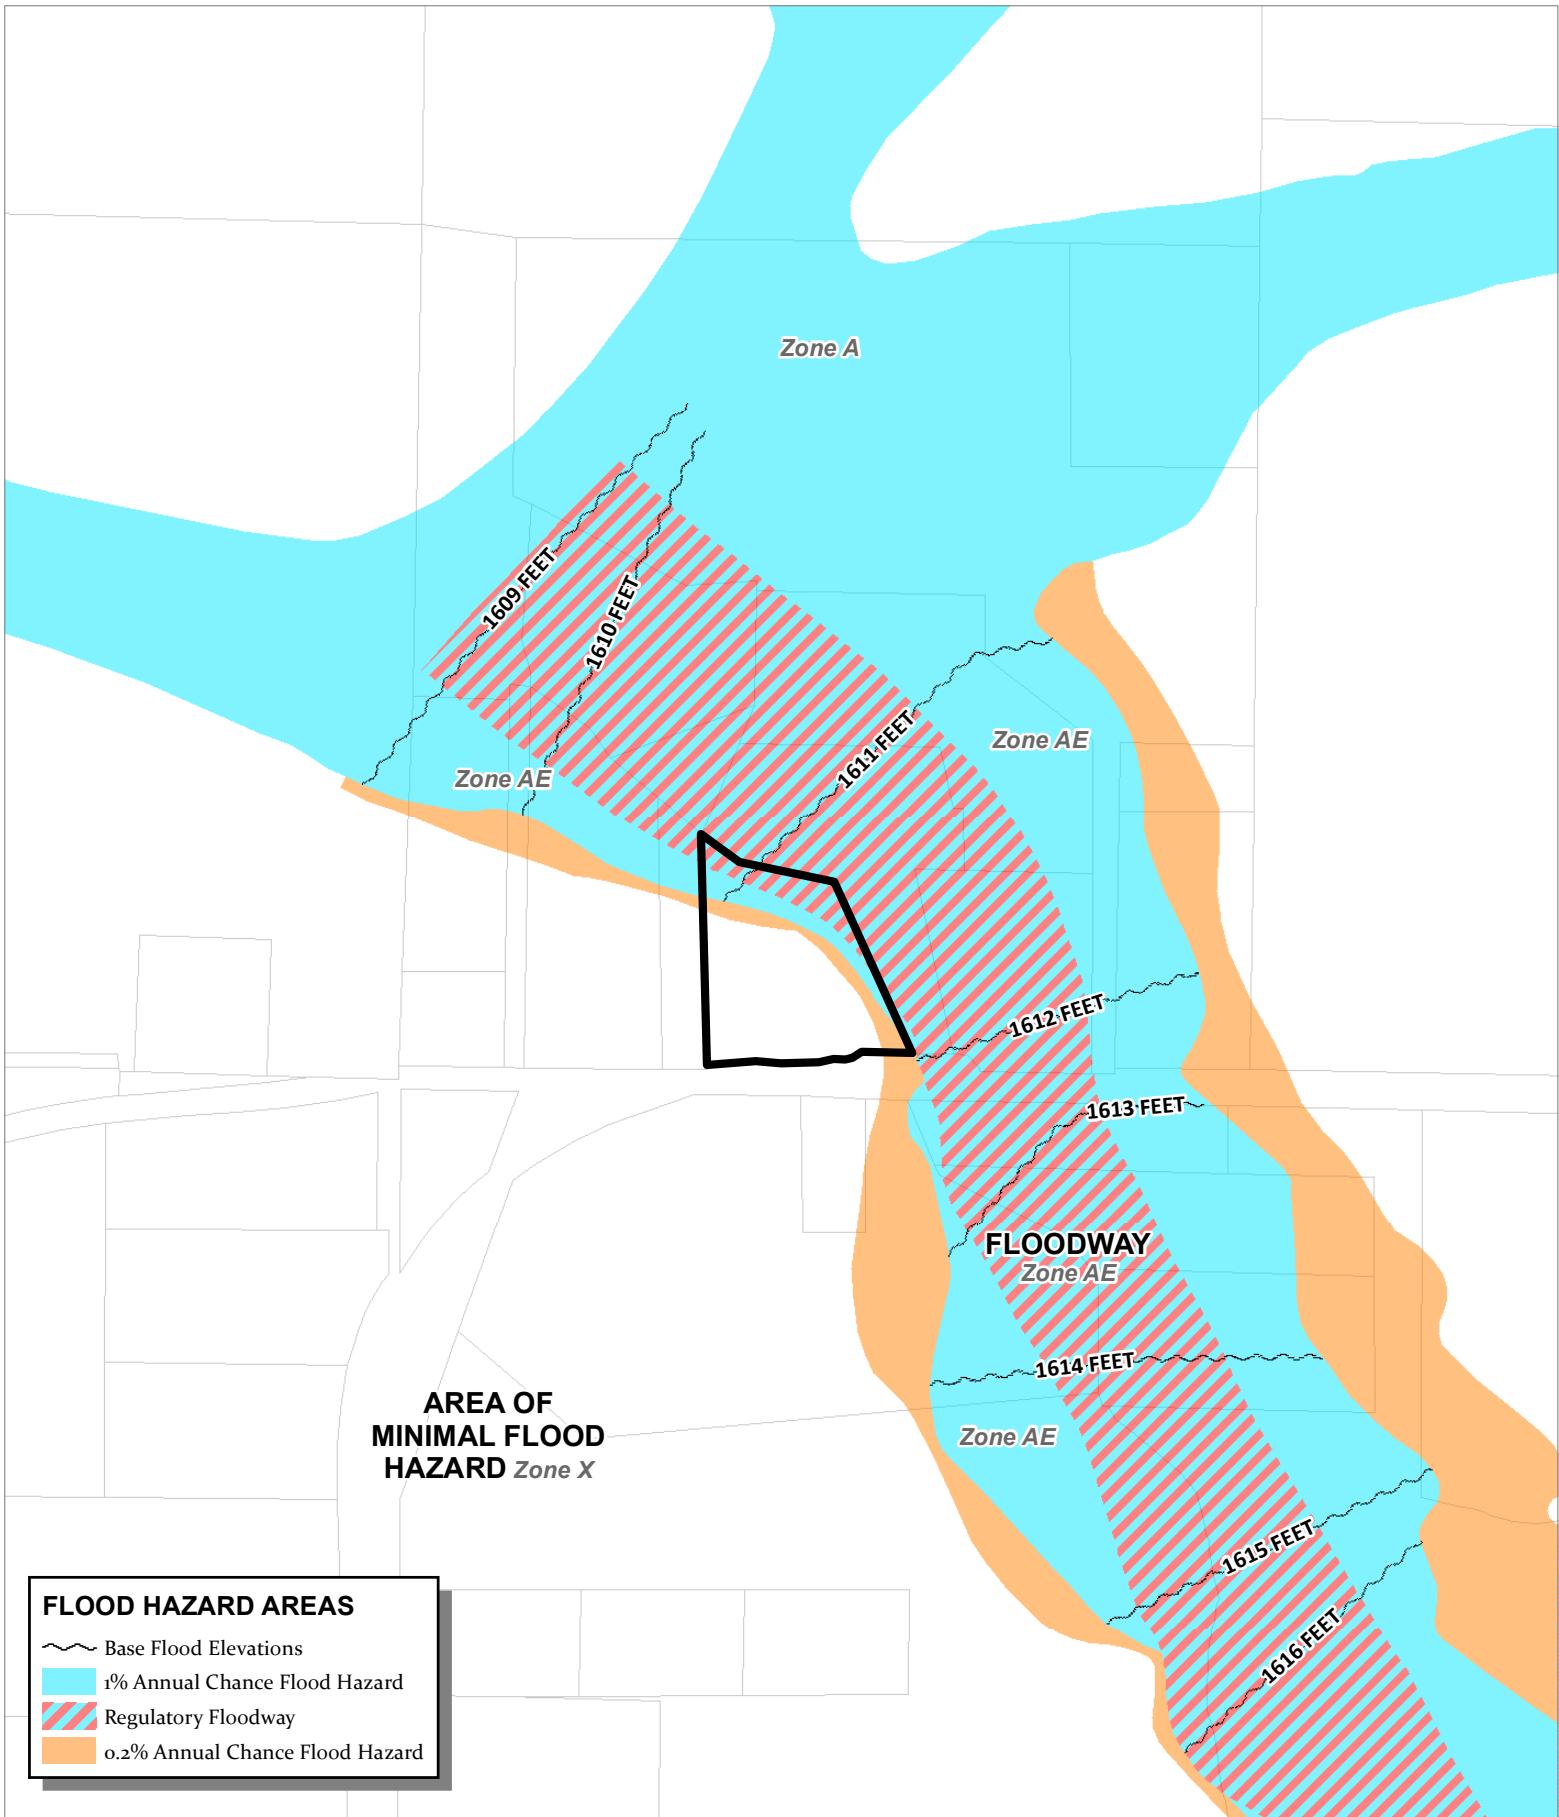 Zone A
1609 FEET
1610 FEET
1611 FEET
Zone AE
Zone AE
1612 FEET
1613 FEET
FLOODWAY
Zone AE
1614 FEET
AREA OF
MINIMAL FLOOD
HAZARD Zone X
Zone AE
1615 FEET
1616 FEET
FLOOD HAZARD AREAS
Base Flood Elevations
1% Annual Chance Flood Hazard
Regulatory Floodway
0.2% Annual Chance Flood Hazard